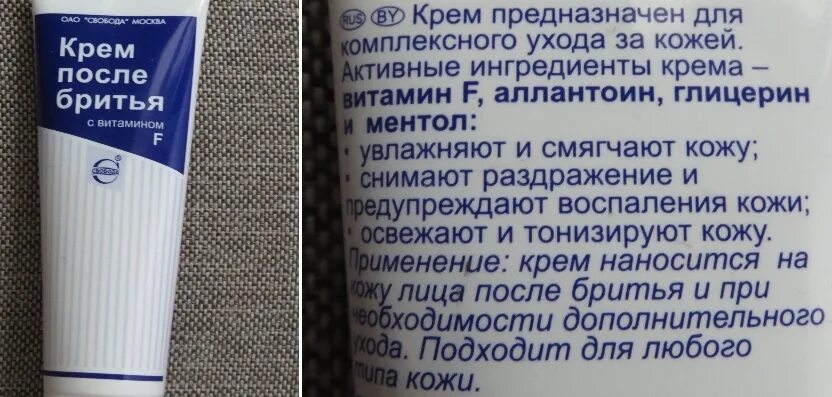 ОАО "СВОБОДА" МОСКВА
Крем
после
бритья
с витамином
F
®
СВОБОДА
RUS BY Крем предназначен для
комплексного ухода за кожей.
Активные ингредиенты крема –
витамин F, аллантоин, глицерин
и ментол:
· увлажняют и смягчают кожу;
· снимают раздражение и
предупреждают воспаления кожи;
· освежают и тонизируют кожу.
Применение: крем наносится на
кожу лица после бритья и при
необходимости дополнительного
ухода. Подходит для любого
типа кожи.